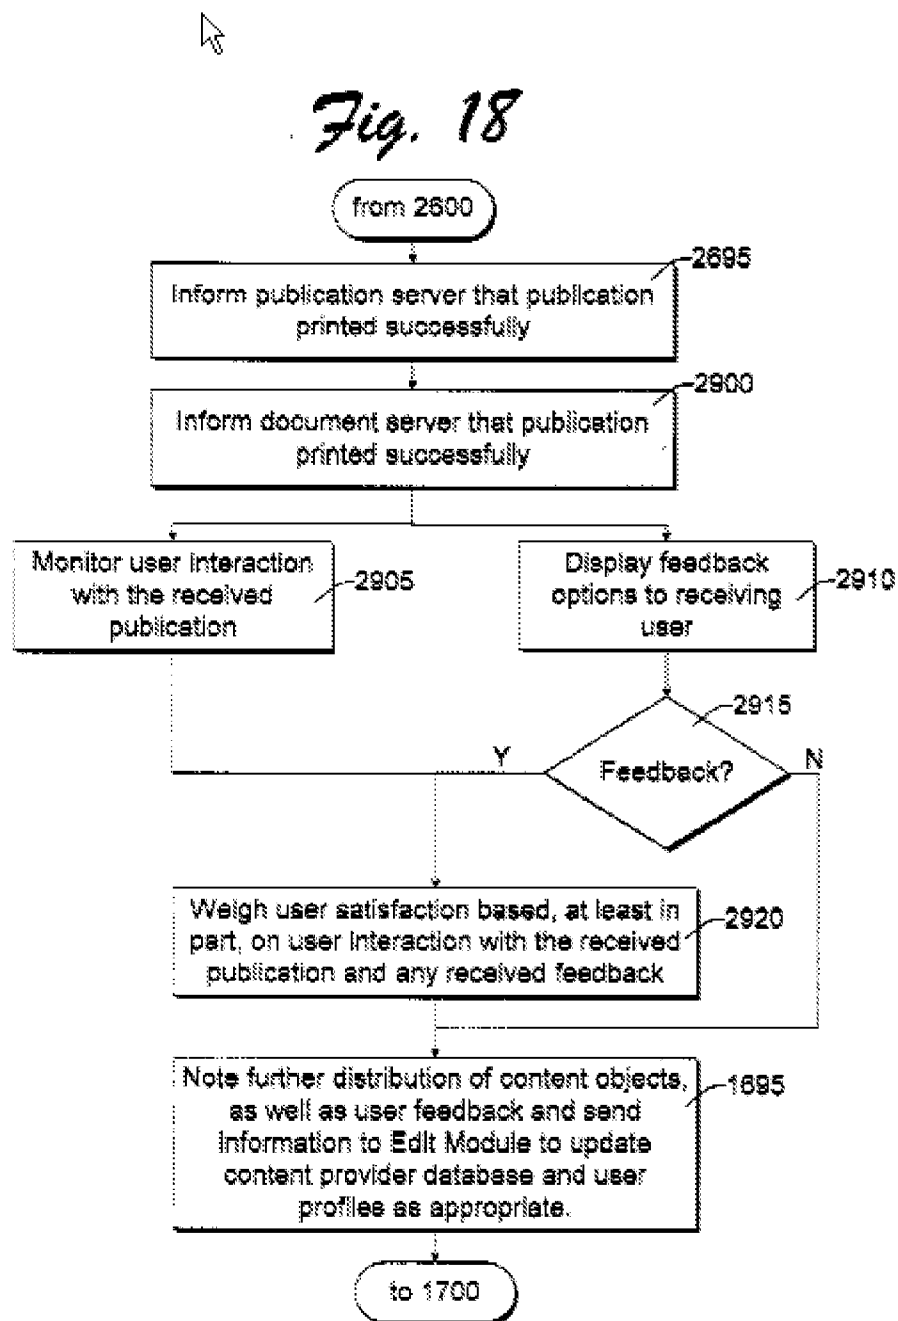 Fig. 18
from 2600
2695
Inform publication server that publication
printed successfully
2900
Inform document server that publication
printed successfully
Monitor user interaction
with the received
publication
2905
Display feedback
options to receiving
user
2910
2915
Feedback?
Y
N
Weigh user satisfaction based, at least in
part, on user interaction with the received
publication and any received feedback
2920
Note further distribution of content objects,
as well as user feedback and send
information to Edit Module to update
content provider database and user
profiles as appropriate.
1695
to 1700